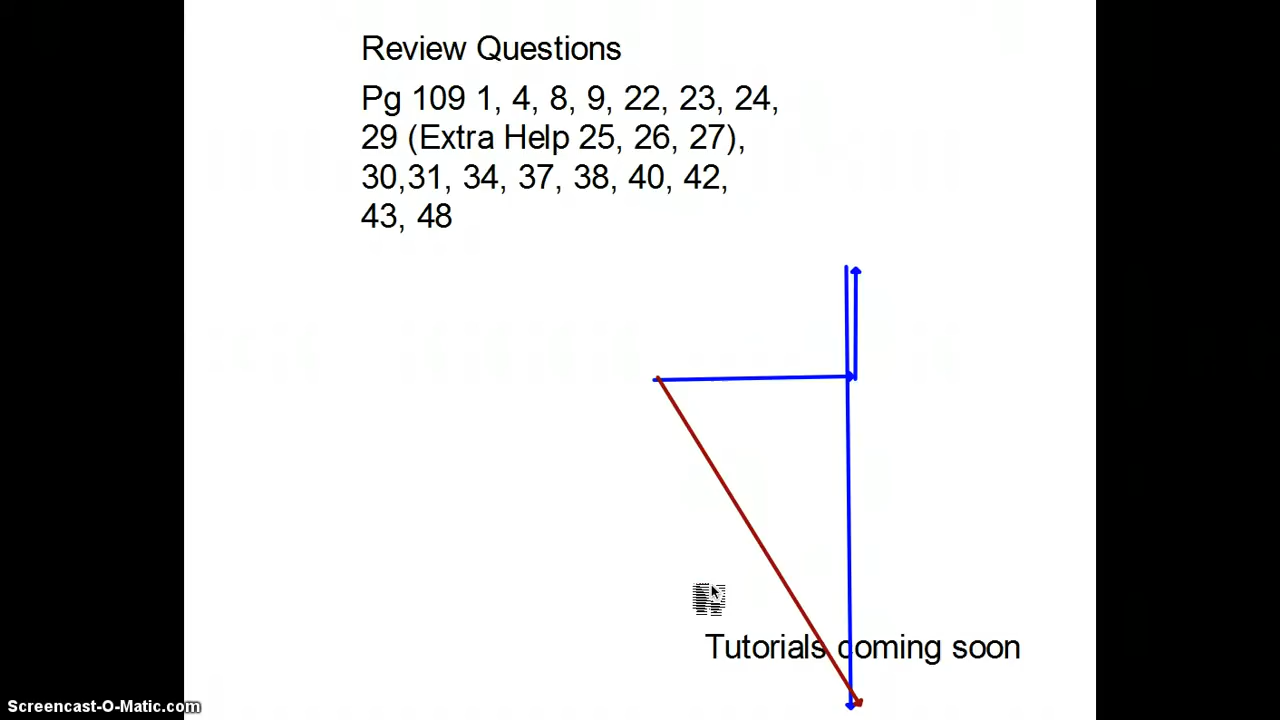 Review Questions
Pg 109 1, 4, 8, 9, 22, 23, 24,
29 (Extra Help 25, 26, 27),
30,31, 34, 37, 38, 40, 42,
43, 48
Tutorials coming soon
Screencast-O-Matic.com